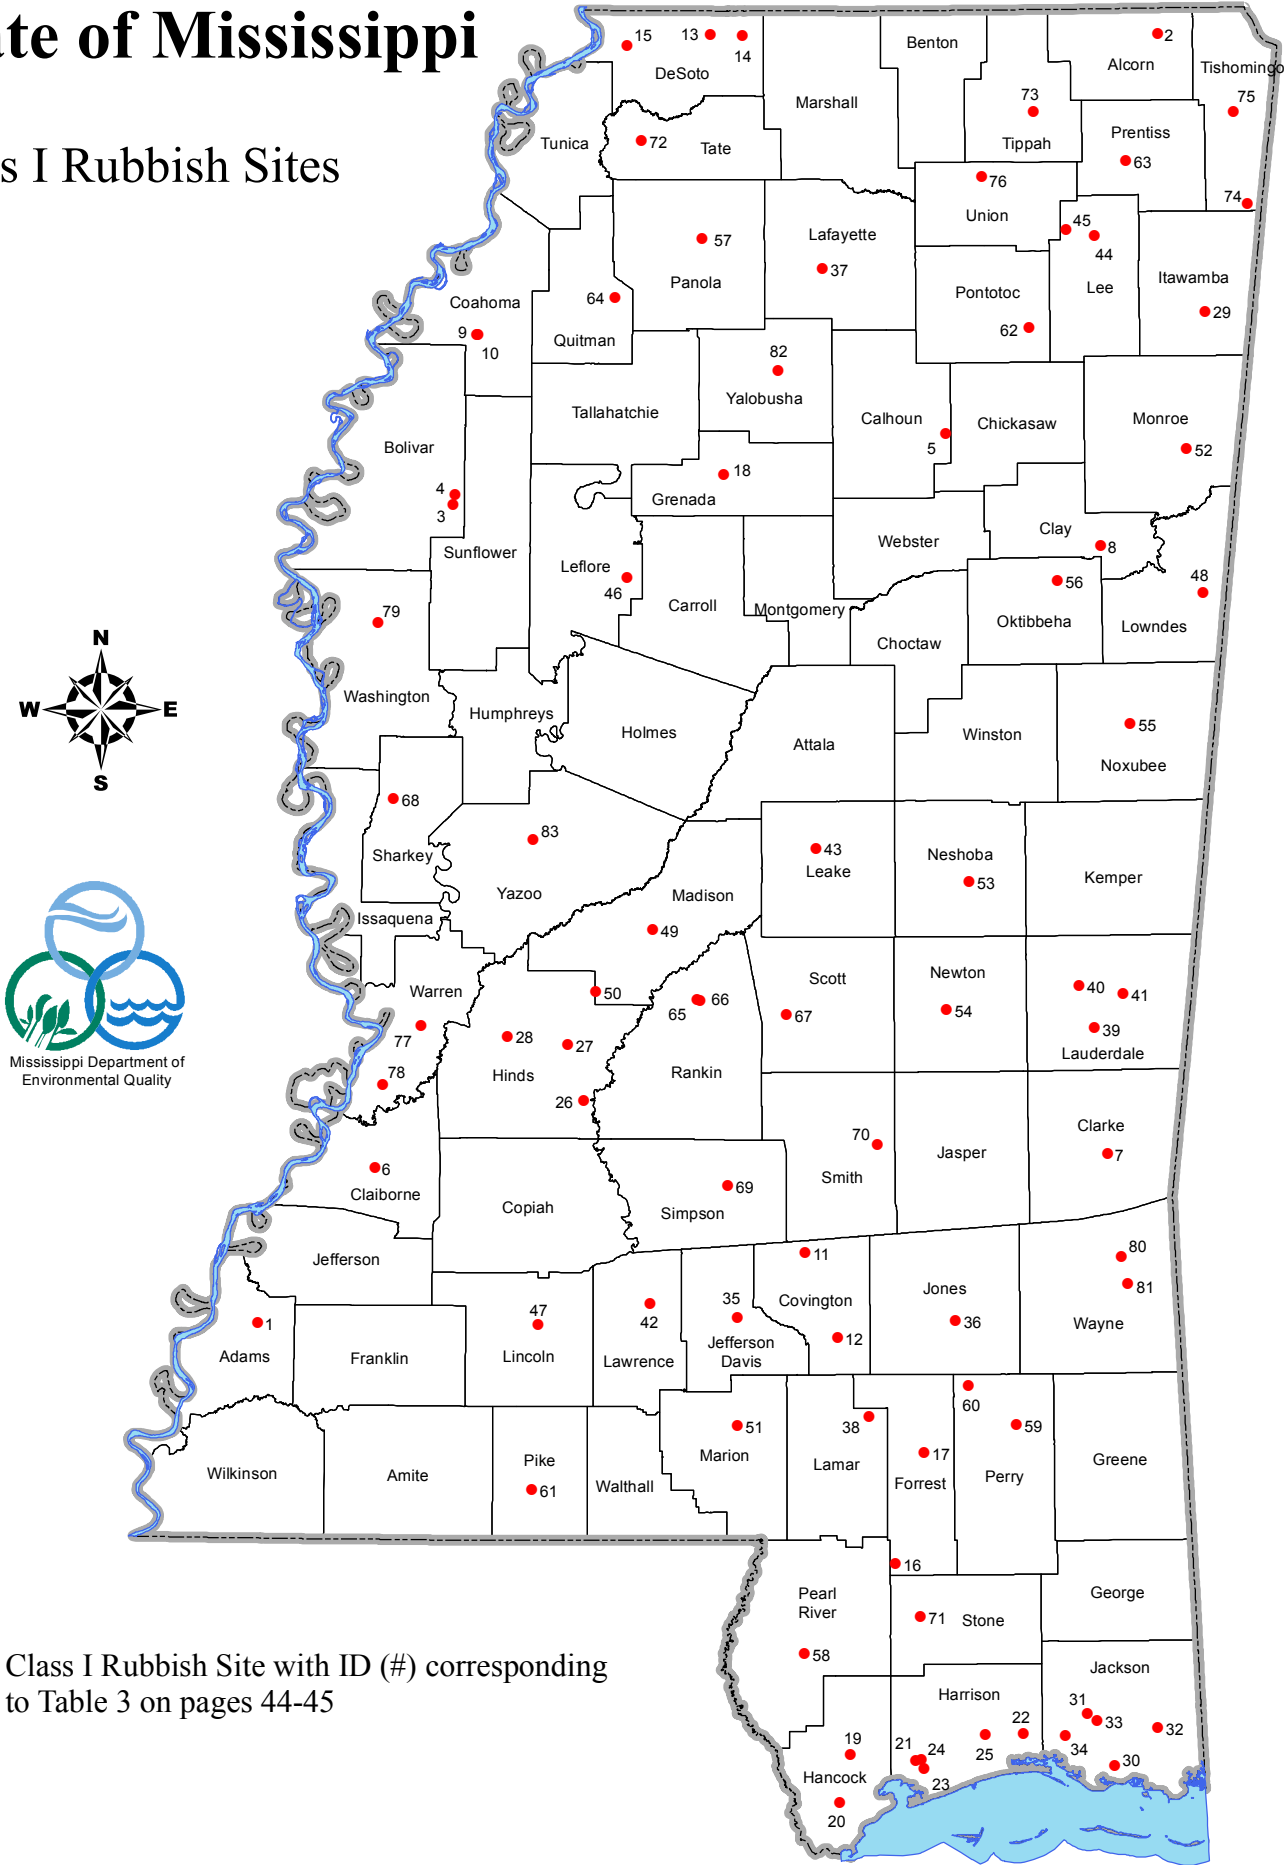 ate of Mississippi
s I Rubbish Sites
15
13
14
DeSoto
Marshall
Benton
2
Alcorn
Tishomingo
75
73
Tippah
Prentiss
63
Tunica
72
Tate
76
Union
74
45
44
Lee
57
Panola
Lafayette
37
Itawamba
29
Pontotoc
62
Coahoma
9
10
64
Quitman
82
Yalobusha
Tallahatchie
Calhoun
5
Chickasaw
Monroe
52
Bolivar
4
3
18
Grenada
Sunflower
Leflore
46
Carroll
Montgomery
Webster
Clay
8
56
Oktibbeha
48
Lowndes
Choctaw
79
Washington
N
W
E
S
Humphreys
Holmes
Attala
Winston
55
Noxubee
68
Sharkey
83
Yazoo
43
Leake
Neshoba
53
Kemper
Madison
49
Issaquena
Warren
77
78
50
65
66
Rankin
Scott
67
Newton
54
40
41
39
Lauderdale
28
27
Hinds
26
Mississippi Department of
Environmental Quality
6
Claiborne
Copiah
69
Simpson
70
Smith
Jasper
Clarke
7
Jefferson
11
Covington
12
80
81
Wayne
Jones
36
1
Adams
Franklin
47
Lincoln
42
Lawrence
35
Jefferson
Davis
60
59
Perry
Greene
38
Lamar
17
Forrest
51
Marion
Wilkinson
Amite
Pike
61
Walthall
16
Pearl
River
58
71
Stone
George
Class I Rubbish Site with ID (#) corresponding
to Table 3 on pages 44-45
Jackson
31
33
32
34
30
Harrison
22
25
21
24
23
19
Hancock
20